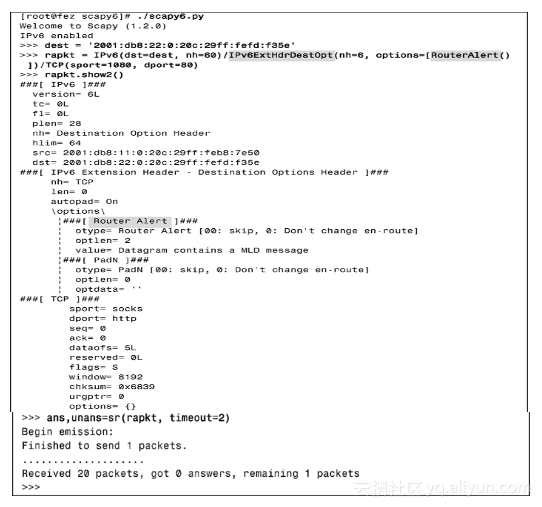 [root@fez scapy6]# ./scapy6.py
Welcome to Scapy (1.2.0)
IPv6 enabled
>>> dest = '2001:db8:22:0:20c:29ff:fefd:f35e'
>>> rapkt = IPv6(dst=dest, nh=60)/IPv6ExtHdrDestOpt(nh=6, options=[RouterAlert()
])/TCP(sport=1080, dport=80)
>>> rapkt.show2()
###[ IPv6 ]###
version= 6L
tc= 0L
fl= 0L
plen= 28
nh= Destination Option Header
hlim= 64
src= 2001:db8:11:0:20c:29ff:feb8:7e50
dst= 2001:db8:22:0:20c:29ff:fefd:f35e
###[ IPv6 Extension Header - Destination Options Header ]###
nh= TCP
len= 0
autopad= On
\options\
|###[ Router Alert ]###
| otype= Router Alert [00: skip, 0: Don't change en-route]
| optlen= 2
| value= Datagram contains a MLD message
|###[ PadN ]###
| otype= PadN [00: skip, 0: Don't change en-route]
| optlen= 0
| optdata= ''
###[ TCP ]###
sport= socks
dport= http
seq= 0
ack= 0
dataofs= 5L
reserved= 0L
flags= S
window= 8192
chksum= 0x6839
urgptr= 0
options= {}
>>> ans,unans=sr(rapkt, timeout=2)
Begin emission:
Finished to send 1 packets.
....................
Received 20 packets, got 0 answers, remaining 1 packets
>>>
云栖社区 yq.aliyun.com